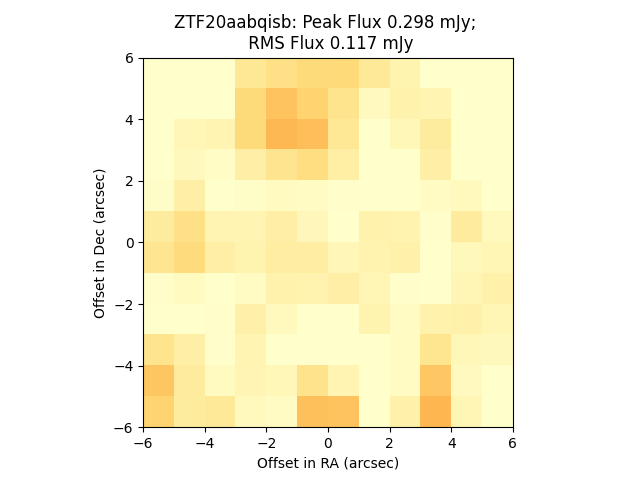 ZTF20aabqisb: Peak Flux 0.298 mJy;
RMS Flux 0.117 mJy
6
4
2
0
−2
−4
−6
Offset in Dec (arcsec)
−6 −4 −2 0 2 4 6
Offset in RA (arcsec)